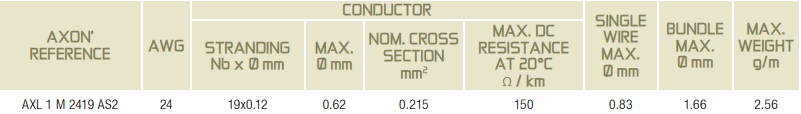 AXON' REFERENCE
AWG
CONDUCTOR
STRANDING
Nb x Ø mm
MAX.
Ø mm
NOM. CROSS
SECTION
mm²
MAX. DC
RESISTANCE
AT 20°C
Ω / km
SINGLE
WIRE
MAX.
Ø mm
BUNDLE
MAX.
Ø mm
MAX.
WEIGHT
g/m
AXL 1 M 2419 AS2 24 19x0.12 0.62 0.215 150 0.83 1.66 2.56